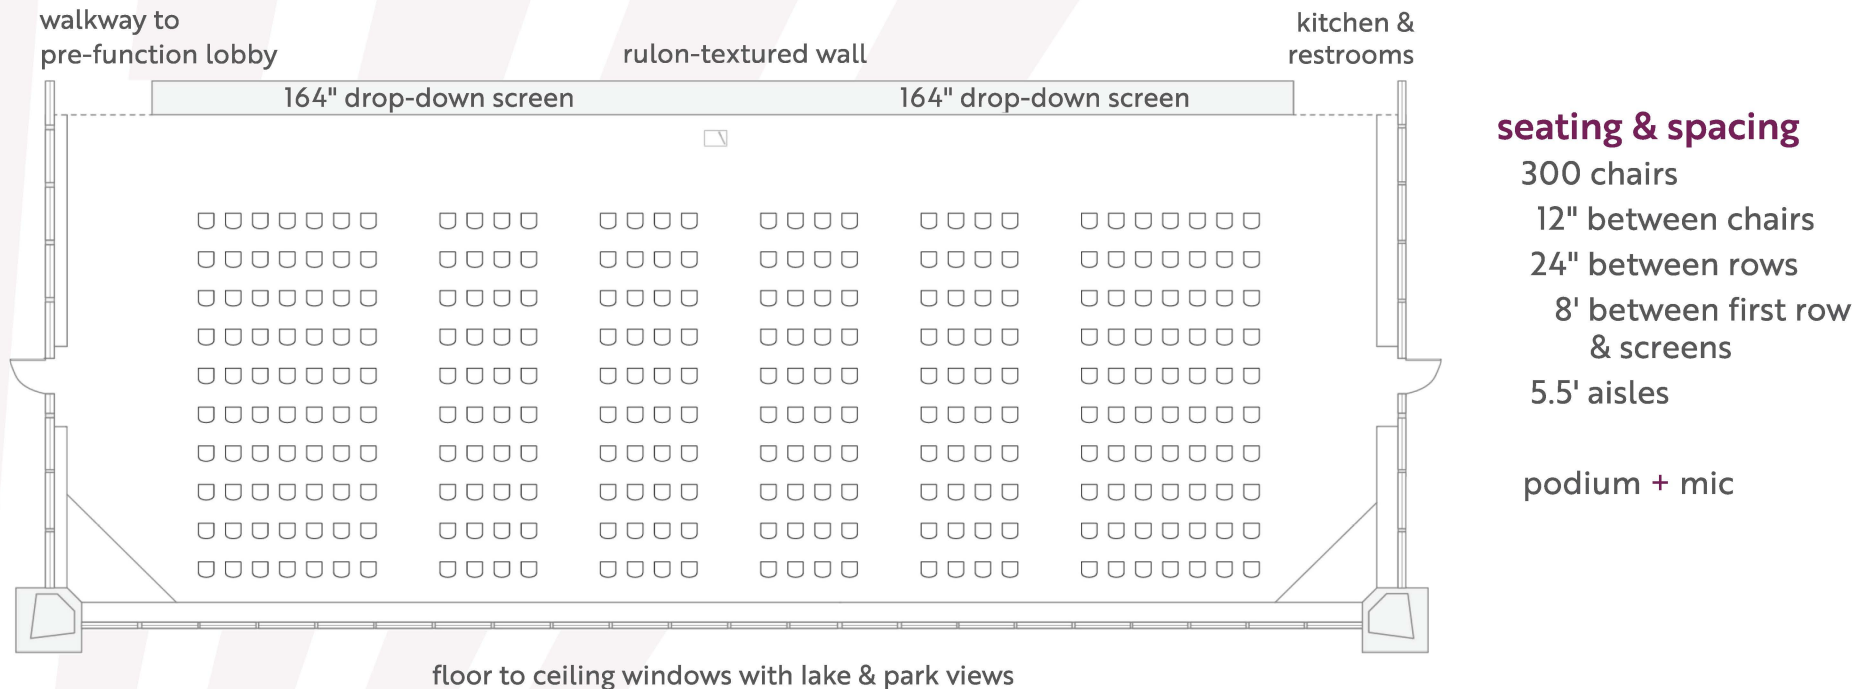 walkway to
pre-function lobby
rulon-textured wall
kitchen &
restrooms
164" drop-down screen
164" drop-down screen
seating & spacing
300 chairs
12" between chairs
24" between rows
8' between first row
& screens
5.5' aisles
podium + mic
floor to ceiling windows with lake & park views